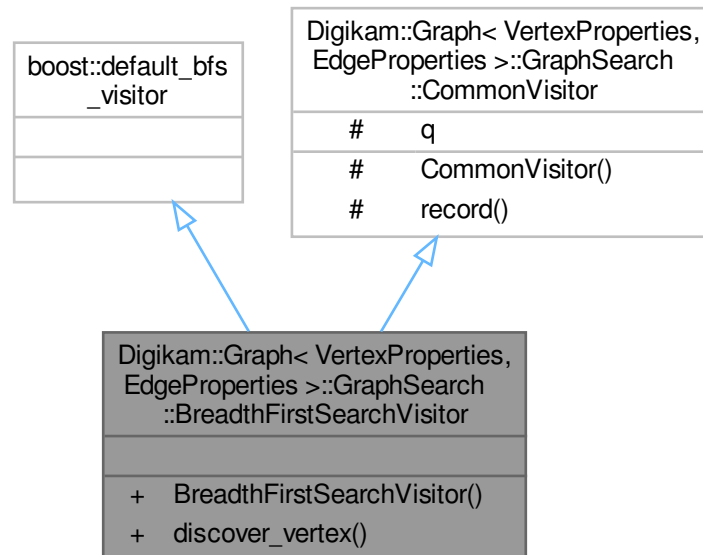 boost::default_bfs
_visitor
Digikam::Graph< VertexProperties,
EdgeProperties >::GraphSearch
::CommonVisitor
# q
# CommonVisitor()
# record()
Digikam::Graph< VertexProperties,
EdgeProperties >::GraphSearch
::BreadthFirstSearchVisitor
+ BreadthFirstSearchVisitor()
+ discover_vertex()